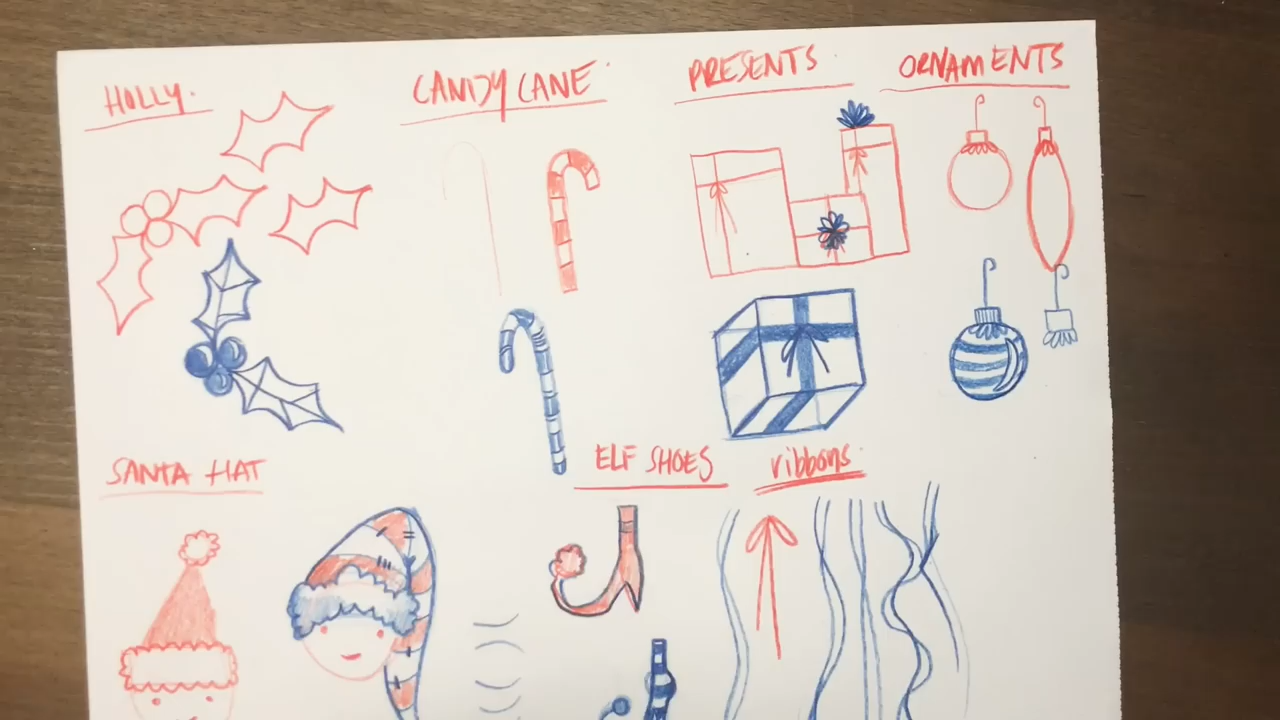 HOLLY.
CANDY CANE
PRESENTS
ORNAMENTS
SANTA HAT
ELF SHOES
ribbons